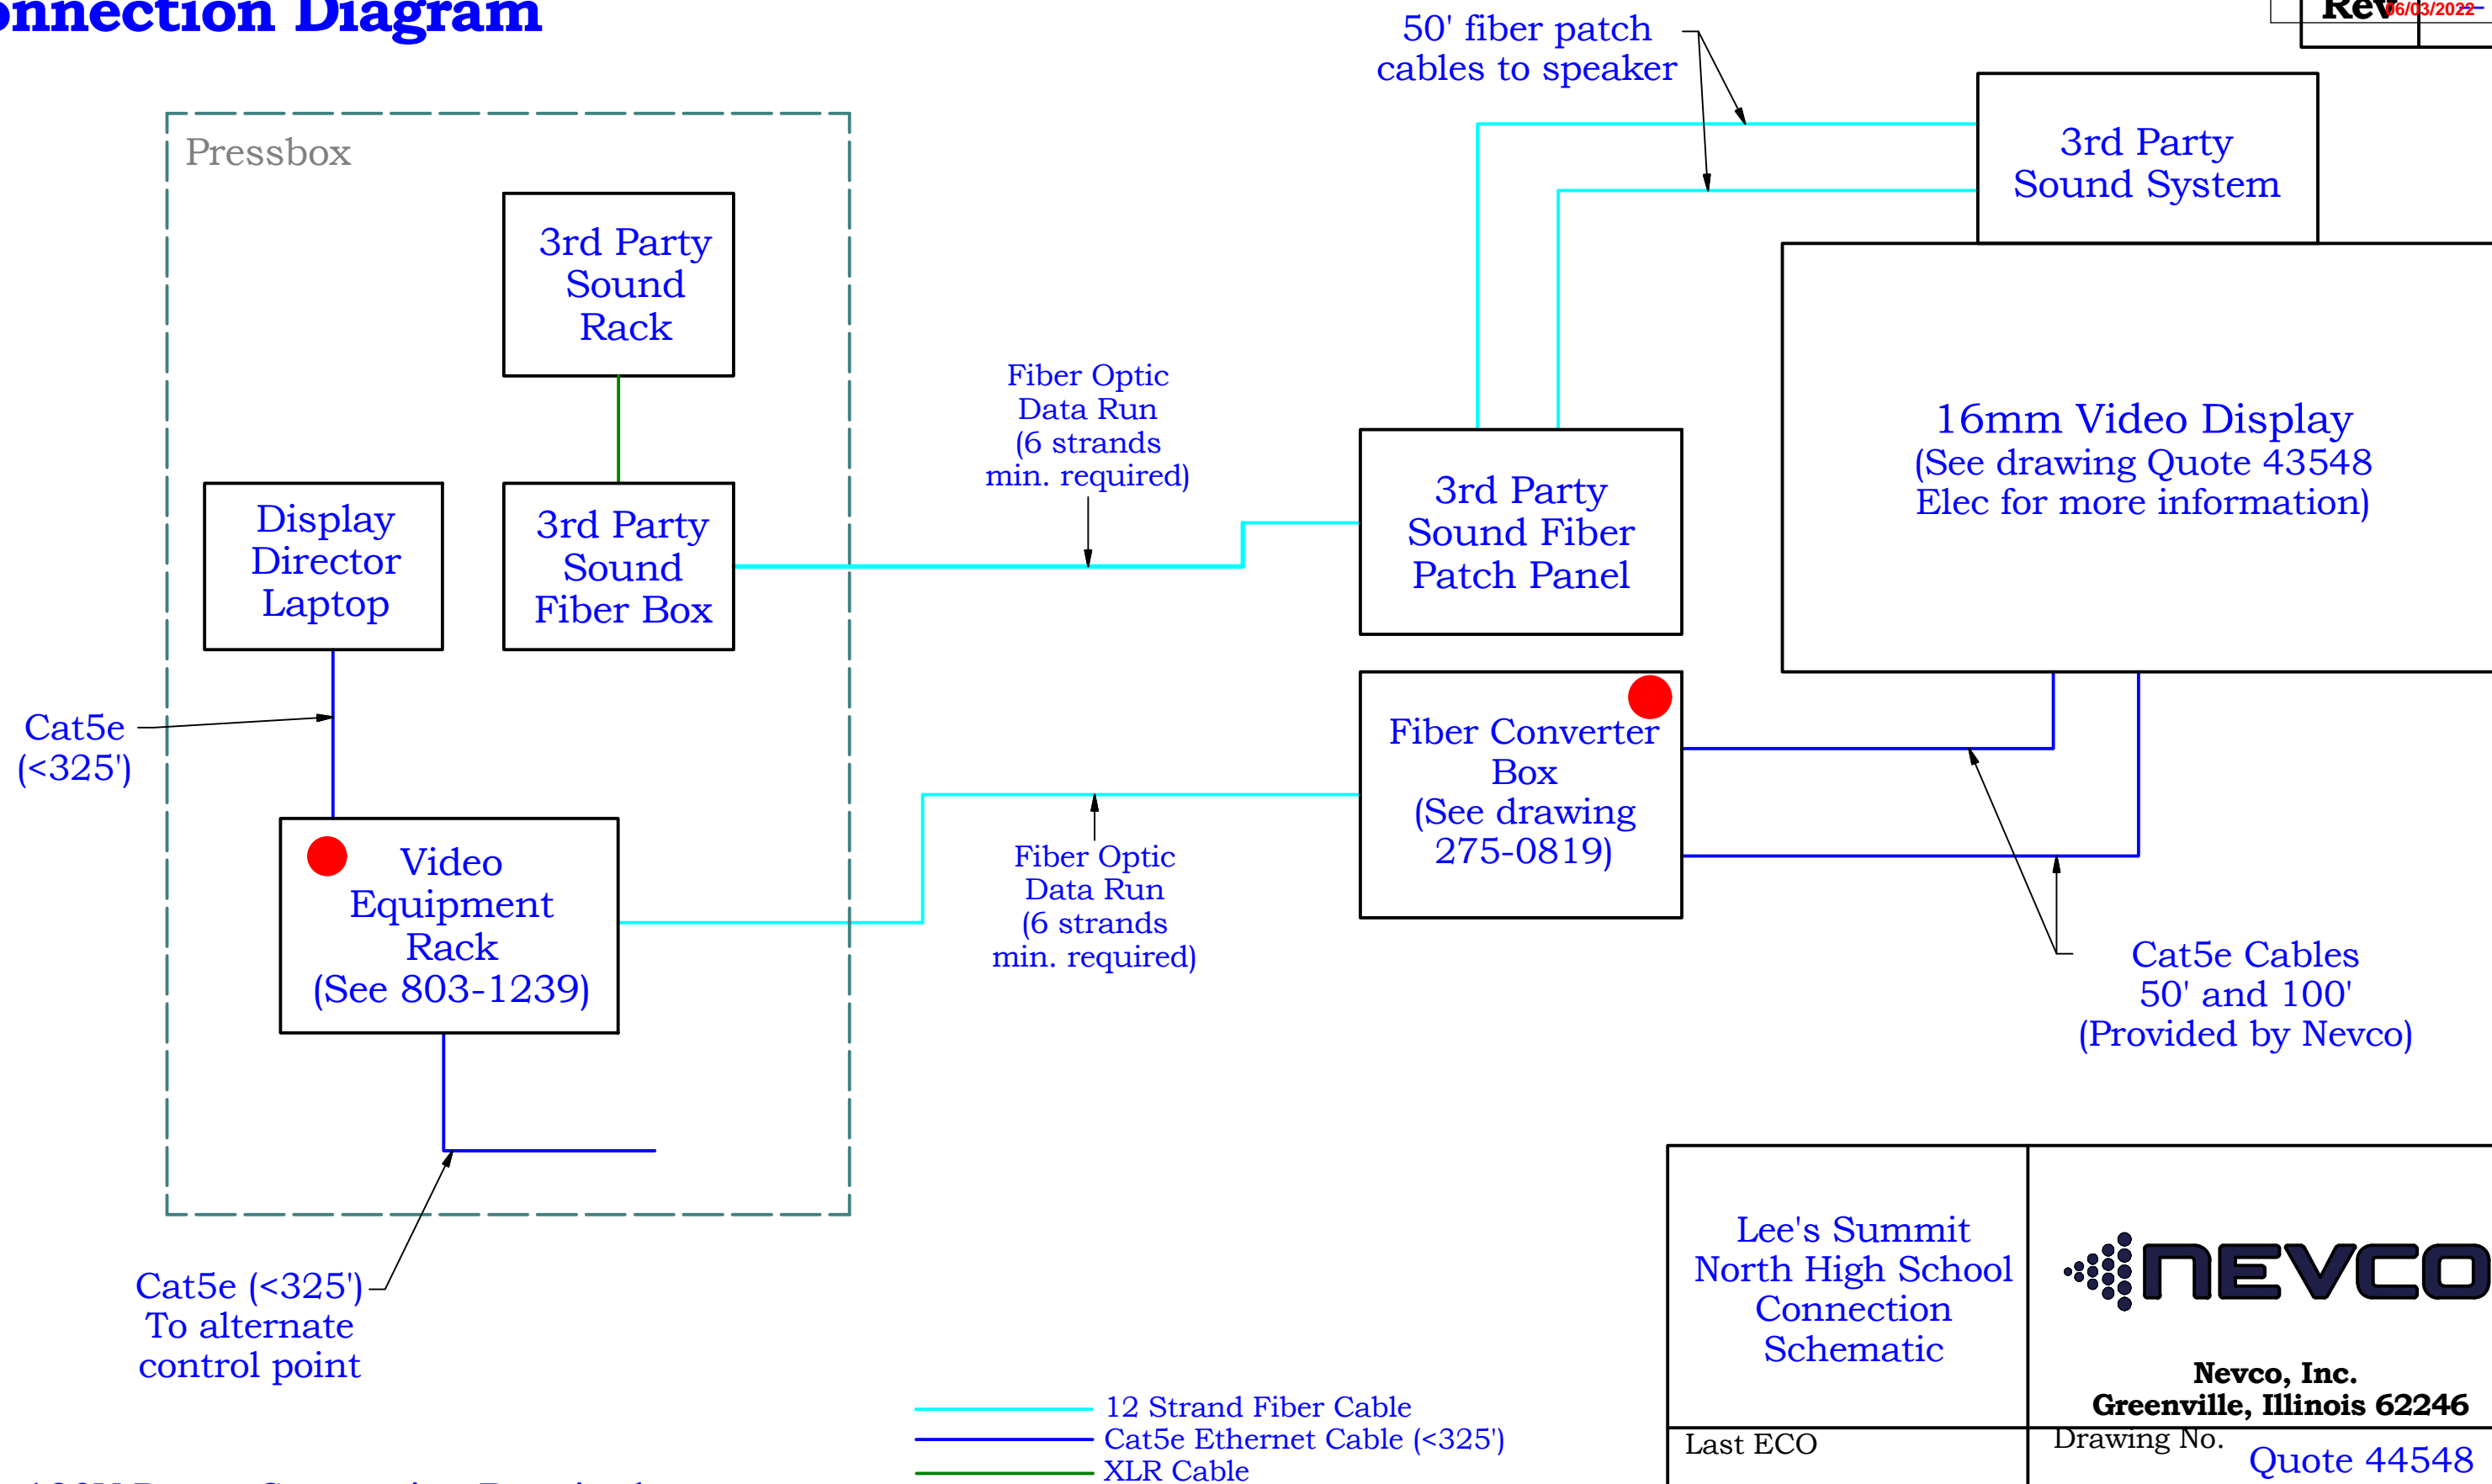 onnection Diagram
50' fiber patch
cables to speaker
Rev
06/03/2022
Pressbox
3rd Party
Sound
Rack
3rd Party
Sound System
Fiber Optic
Data Run
(6 strands
min. required)
16mm Video Display
(See drawing Quote 43548
Elec for more information)
Display
Director
Laptop
3rd Party
Sound
Fiber Box
3rd Party
Sound Fiber
Patch Panel
Cat5e
(<325')
Fiber Converter
Box
(See drawing
275-0819)
Video
Equipment
Rack
(See 803-1239)
Fiber Optic
Data Run
(6 strands
min. required)
Cat5e Cables
50' and 100'
(Provided by Nevco)
Cat5e (<325')
To alternate
control point
Lee's Summit
North High School
Connection
Schematic
NEVCO
Nevco, Inc.
Greenville, Illinois 62246
12 Strand Fiber Cable
Cat5e Ethernet Cable (<325')
XLR Cable
Last ECO
Drawing No.
Quote 44548